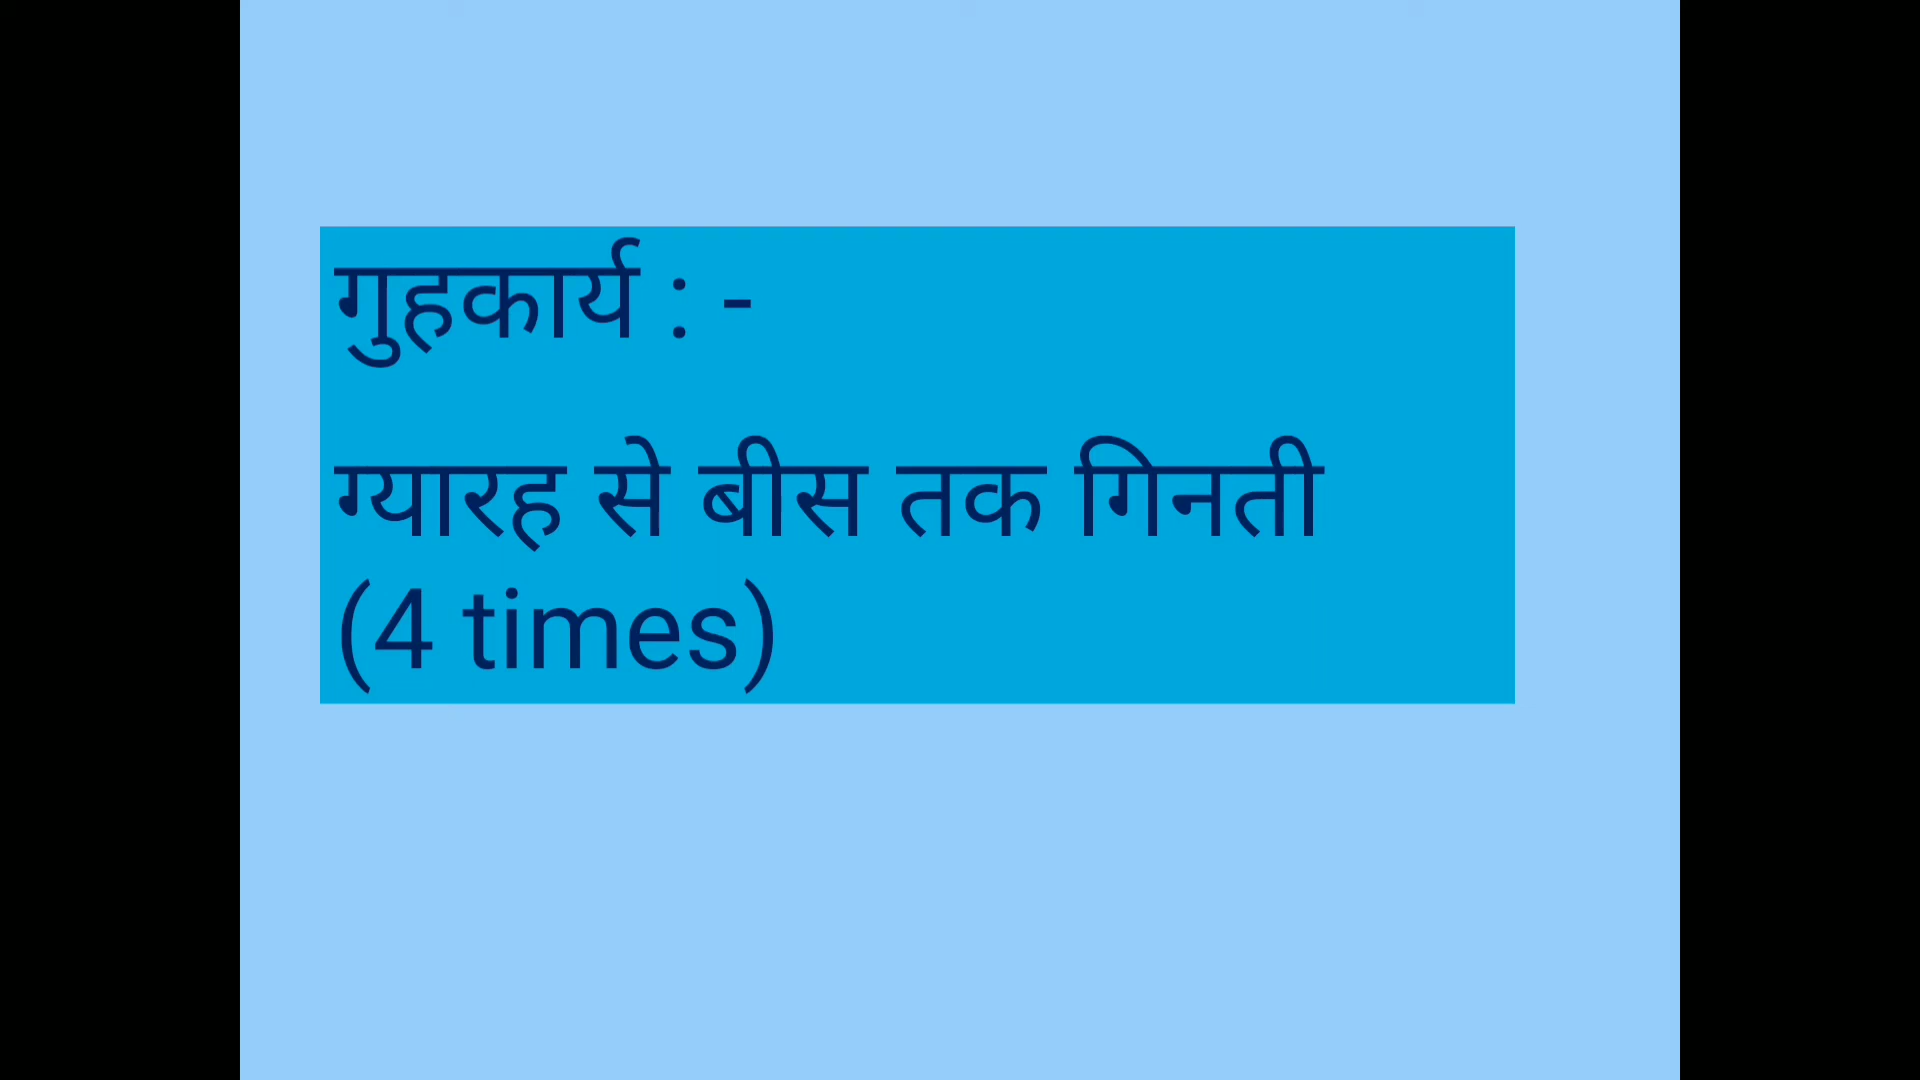 गुहकार्य : -
ग्यारह से बीस तक गिनती
(4 times)